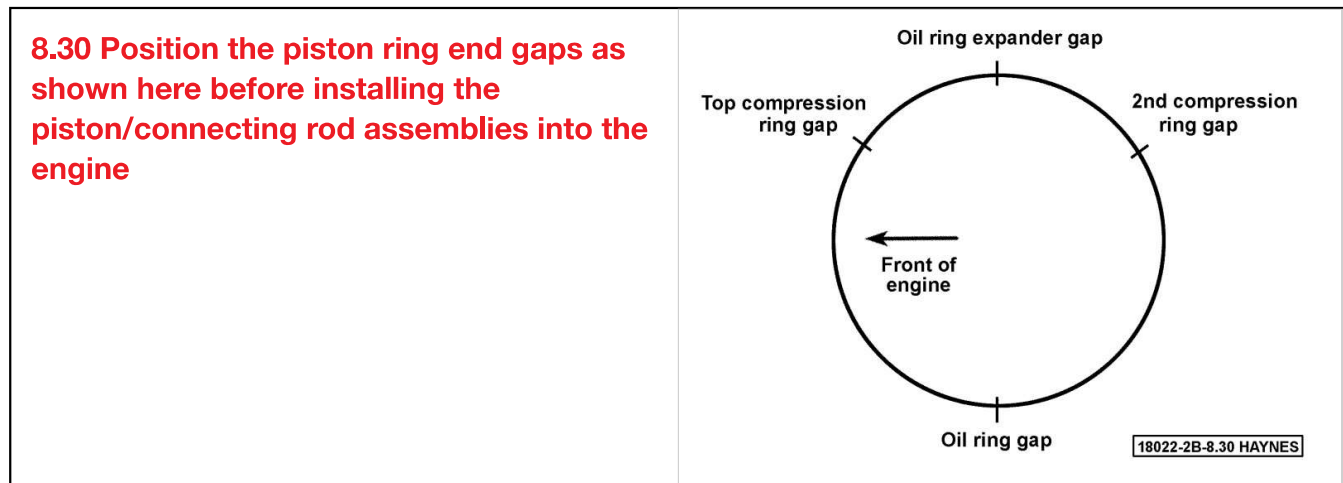 8.30 Position the piston ring end gaps as
shown here before installing the
piston/connecting rod assemblies into the
engine
Oil ring expander gap
Top compression
ring gap
2nd compression
ring gap
Front of
engine
Oil ring gap
18022-2B-8.30 HAYNES